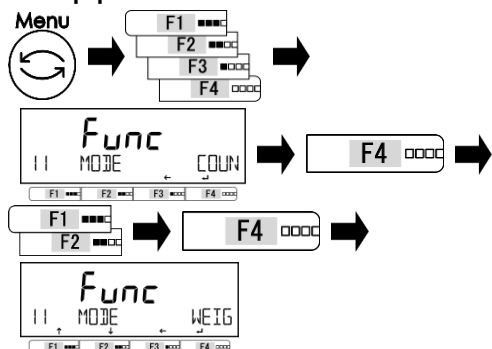 Menu
F1
F2
F3
F4
Func
11 MODE ← COUN ↵
F1 F2 F3 F4
F4
F1
F2
F4
Func
11 MODE WEIG
↑ ↓ ← ↵
F1 F2 F3 F4